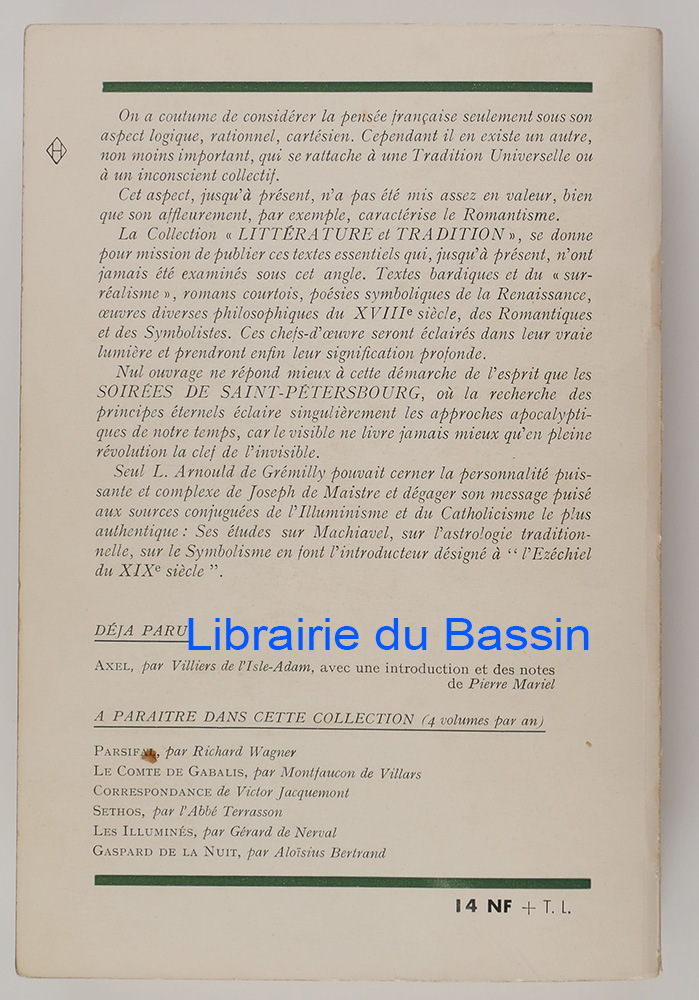 On a coutume de considérer la pensée française seulement sous son
aspect logique, rationnel, cartésien. Cependant il en existe un autre,
non moins important, qui se rattache à une Tradition Universelle ou
à un inconscient collectif.
Cet aspect, jusqu'à présent, n'a pas été mis assez en valeur, bien
que son affleurement, par exemple, caractérise le Romantisme.
La Collection « LITTÉRATURE et TRADITION », se donne
pour mission de publier ces textes essentiels qui, jusqu'à présent, n'ont
jamais été examinés sous cet angle. Textes bardiques et du « sur-
réalisme », romans courtois, poésies symboliques de la Renaissance,
œuvres diverses philosophiques du XVIIIe siècle, des Romantiques
et des Symbolistes. Ces chefs-d'œuvre seront éclairés dans leur vraie
lumière et prendront enfin leur signification profonde.
Nul ouvrage ne répond mieux à cette démarche de l'esprit que les
SOIRÉES DE SAINT-PÉTERSBOURG, où la recherche des
principes éternels éclaire singulièrement les approches apocalypti-
ques de notre temps, car le visible ne livre jamais mieux qu'en pleine
révolution la clef de l'invisible.
Seul L. Arnould de Grémilly pouvait cerner la personnalité puis-
sante et complexe de Joseph de Maistre et dégager son message puisé
aux sources conjuguées de l'Illuminisme et du Catholicisme le plus
authentique : Ses études sur Machiavel, sur l'astrologie tradition-
nelle, sur le Symbolisme en font l'introducteur désigné à “ l'Ezéchiel
du XIXe siècle ”.
DÉJA PARU
Librairie du Bassin
AXEL, par Villiers de l'Isle-Adam, avec une introduction et des notes
de Pierre Mariel
A PARAITRE DANS CETTE COLLECTION (4 volumes par an)
PARSIFAL, par Richard Wagner
LE COMTE DE GABALIS, par Montfaucon de Villars
CORRESPONDANCE de Victor Jacquemont
SETHOS, par l'Abbé Terrasson
LES ILLUMINÉS, par Gérard de Nerval
GASPARD DE LA NUIT, par Aloïsius Bertrand
14 NF + T. L.